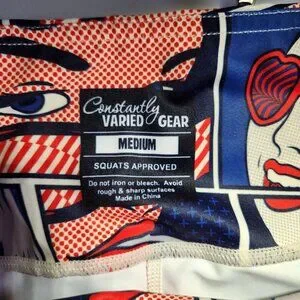 Constantly
VARIED GEAR
MEDIUM
SQUATS APPROVED
Do not iron or bleach. Avoid
rough & sharp surfaces
Made in China